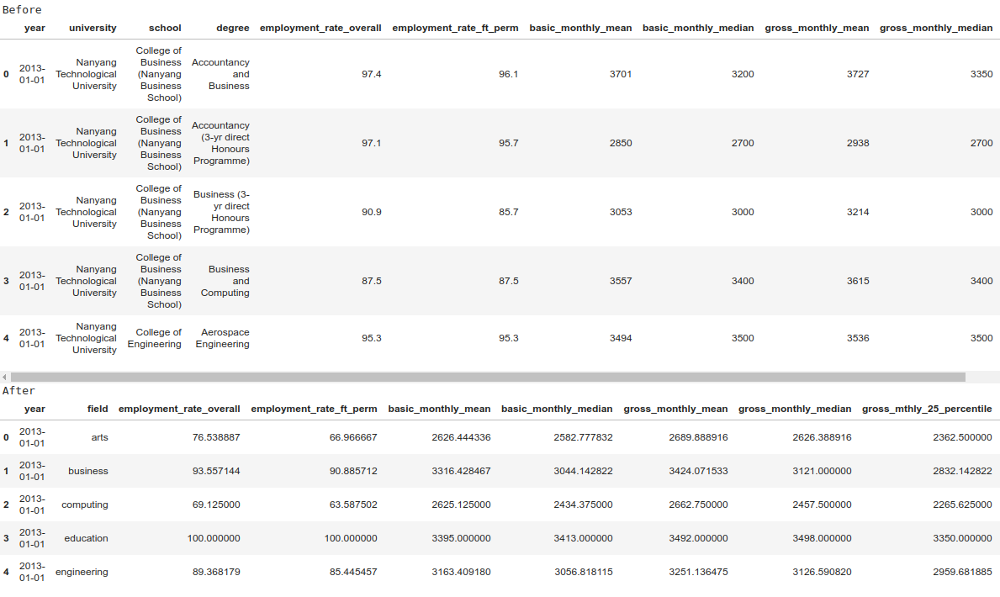 Before
year university school degree employment_rate_overall employment_rate_ft_perm basic_monthly_mean basic_monthly_median gross_monthly_mean gross_monthly_median
0 2013-01-01 Nanyang Technological University College of Business (Nanyang Business School) Accountancy and Business 97.4 96.1 3701 3200 3727 3350
1 2013-01-01 Nanyang Technological University College of Business (Nanyang Business School) Accountancy (3-yr direct Honours Programme) 97.1 95.7 2850 2700 2938 2700
2 2013-01-01 Nanyang Technological University College of Business (Nanyang Business School) Business (3-yr direct Honours Programme) 90.9 85.7 3053 3000 3214 3000
3 2013-01-01 Nanyang Technological University College of Business (Nanyang Business School) Business and Computing 87.5 87.5 3557 3400 3615 3400
4 2013-01-01 Nanyang Technological University College of Engineering Aerospace Engineering 95.3 95.3 3494 3500 3536 3500
After
year field employment_rate_overall employment_rate_ft_perm basic_monthly_mean basic_monthly_median gross_monthly_mean gross_monthly_median gross_mthly_25_percentile
0 2013-01-01 arts 76.538887 66.966667 2626.444336 2582.777832 2689.888916 2626.388916 2362.500000
1 2013-01-01 business 93.557144 90.885712 3316.428467 3044.142822 3424.071533 3121.000000 2832.142822
2 2013-01-01 computing 69.125000 63.587502 2625.125000 2434.375000 2662.750000 2457.500000 2265.625000
3 2013-01-01 education 100.000000 100.000000 3395.000000 3413.000000 3492.000000 3498.000000 3350.000000
4 2013-01-01 engineering 89.368179 85.445457 3163.409180 3056.818115 3251.136475 3126.590820 2959.681885